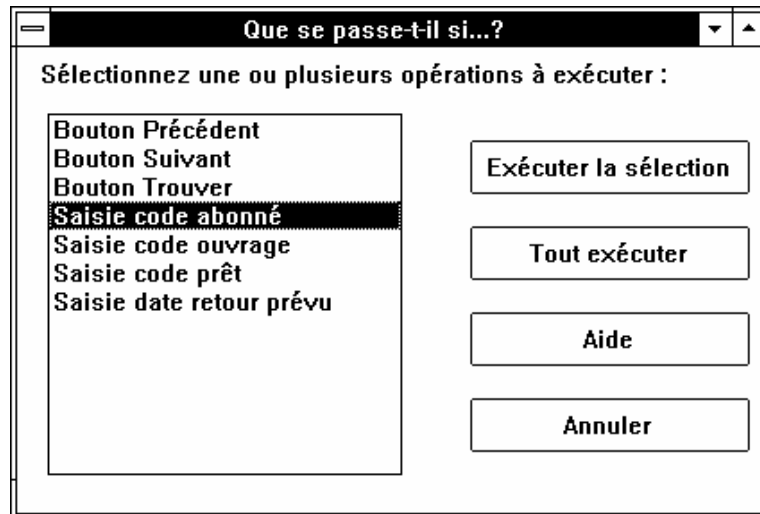 Que se passe-t-il si...?
Sélectionnez une ou plusieurs opérations à exécuter :
Bouton Précédent
Bouton Suivant
Bouton Trouver
Saisie code abonné
Saisie code ouvrage
Saisie code prêt
Saisie date retour prévu
Exécuter la sélection
Tout exécuter
Aide
Annuler